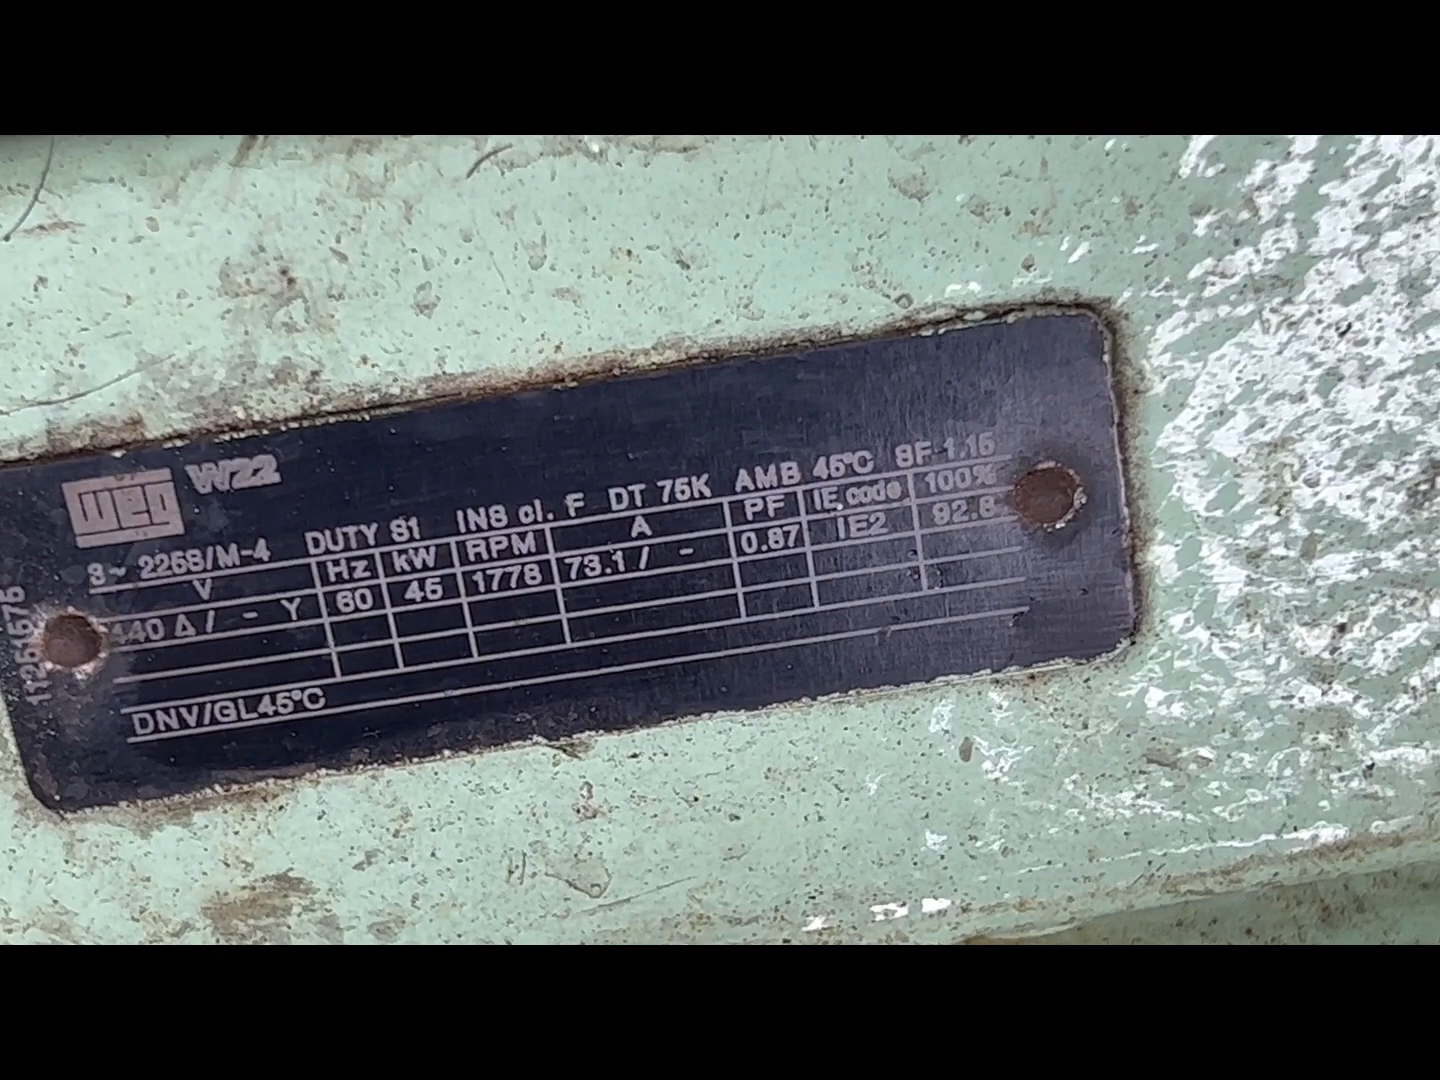 WEG W22
3~ 225S/M-4 DUTY S1 INS cl. F DT 75K AMB 45°C SF 1.15
V Hz kW RPM A PF IE code 100%
440 Δ / - Y 60 45 1778 73.1 / - 0.87 IE2 92.8
DNV/GL45°C